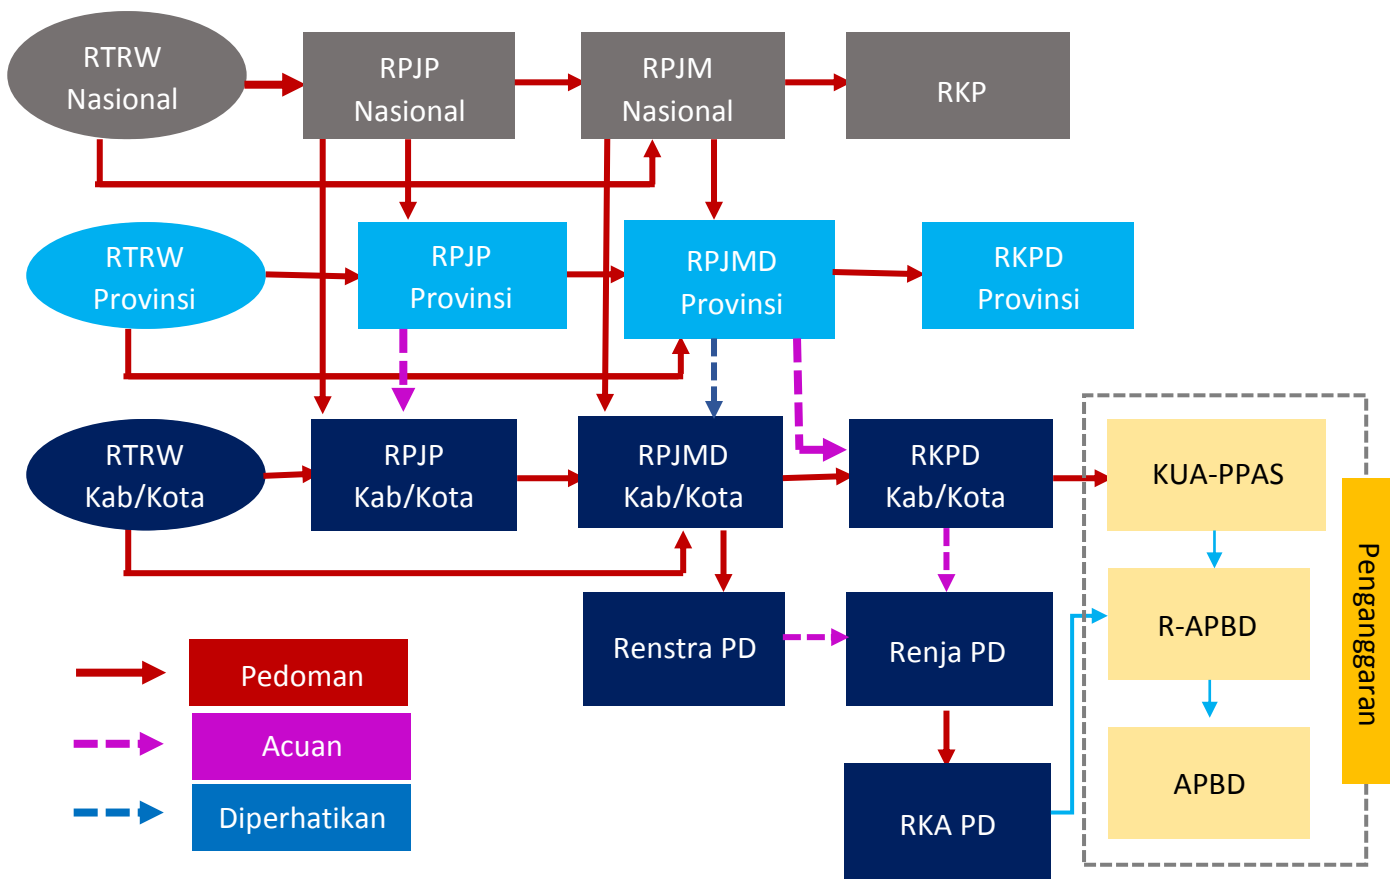 RTRW
Nasional
RPJP
Nasional
RPJM
Nasional
RKP
RTRW
Provinsi
RPJP
Provinsi
RPJMD
Provinsi
RKPD
Provinsi
RTRW
Kab/Kota
RPJP
Kab/Kota
RPJMD
Kab/Kota
RKPD
Kab/Kota
KUA-PPAS
Penganggaran
Renstra PD
Renja PD
R-APBD
Pedoman
Acuan
Diperhatikan
RKA PD
APBD